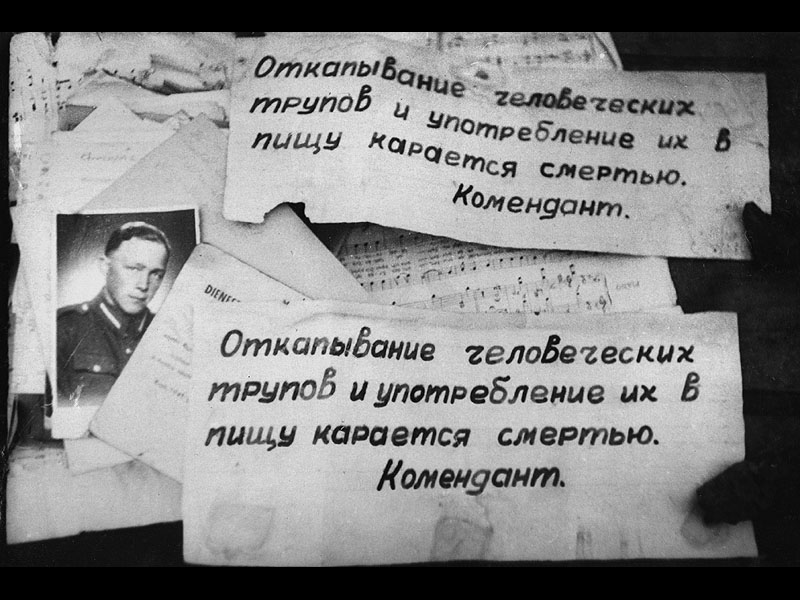 Откапывание человеческих
трупов и употребление их в
пищу карается смертью.
Комендант.
Откапывание человеческих
трупов и употребление их в
пищу карается смертью.
Комендант.